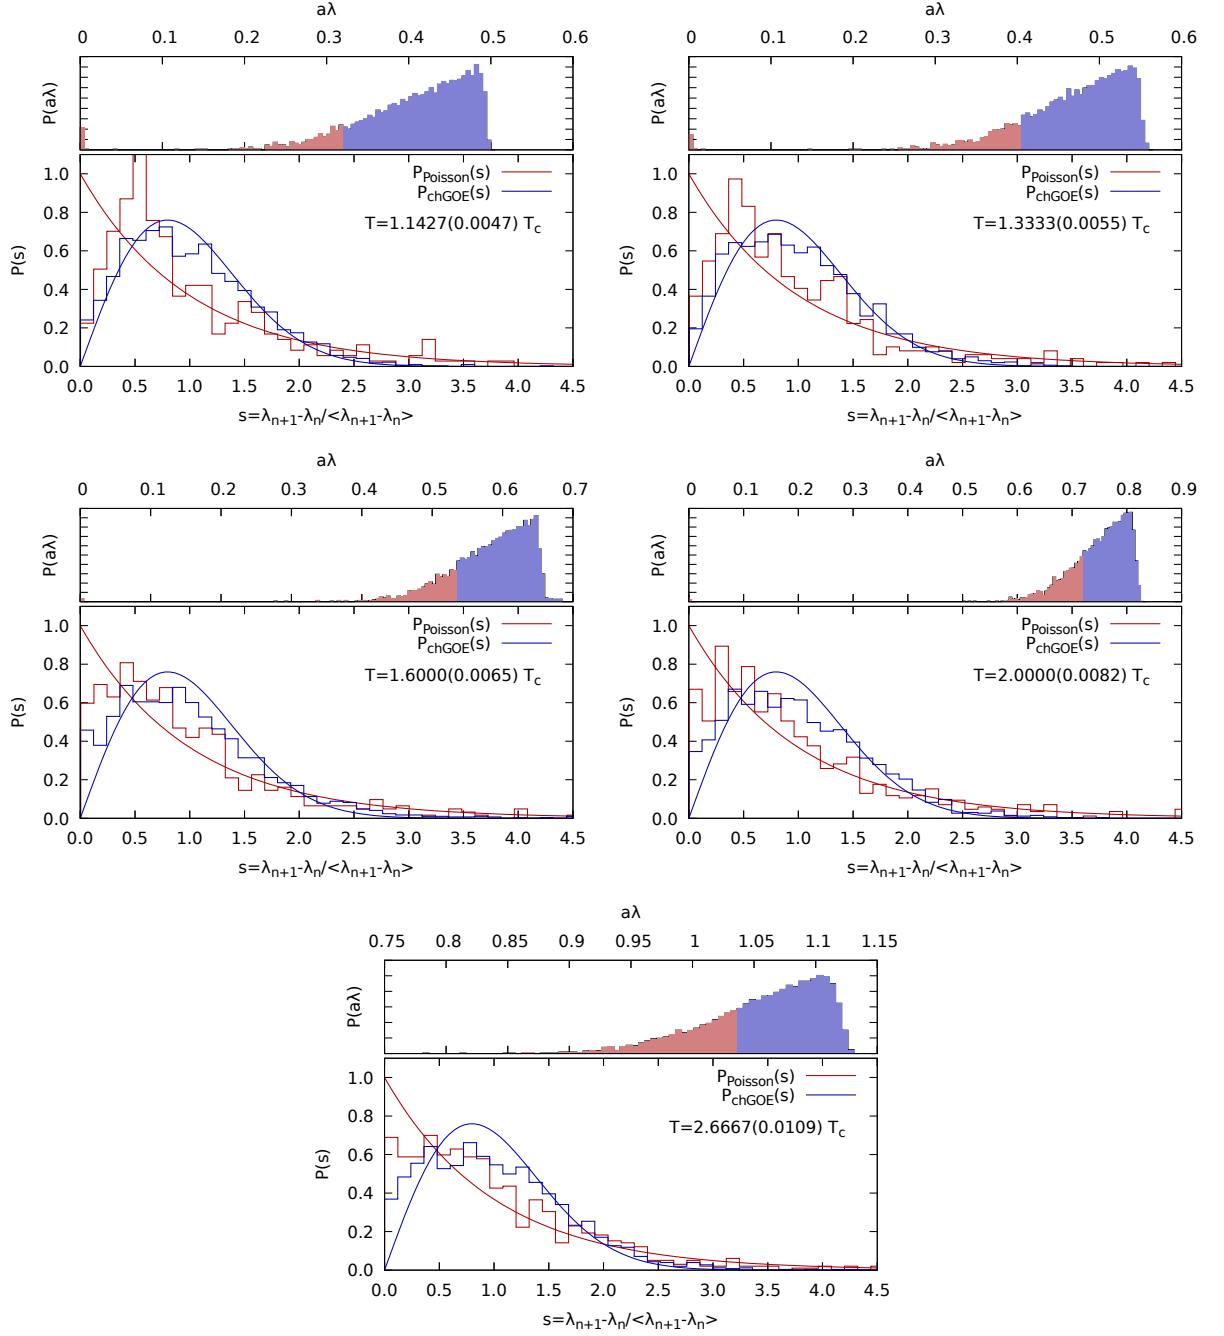 aλ
0 0.1 0.2 0.3 0.4 0.5 0.6
P(aλ)
P_Poisson(s)
P_chGOE(s)
T=1.1427(0.0047) T_c
P(s)
1.0
0.8
0.6
0.4
0.2
0.0
0.0 0.5 1.0 1.5 2.0 2.5 3.0 3.5 4.0 4.5
s=λ_n+1-λ_n/<λ_n+1-λ_n>
aλ
0 0.1 0.2 0.3 0.4 0.5 0.6
P(aλ)
P_Poisson(s)
P_chGOE(s)
T=1.3333(0.0055) T_c
P(s)
1.0
0.8
0.6
0.4
0.2
0.0
0.0 0.5 1.0 1.5 2.0 2.5 3.0 3.5 4.0 4.5
s=λ_n+1-λ_n/<λ_n+1-λ_n>
aλ
0 0.1 0.2 0.3 0.4 0.5 0.6 0.7
P(aλ)
P_Poisson(s)
P_chGOE(s)
T=1.6000(0.0065) T_c
P(s)
1.0
0.8
0.6
0.4
0.2
0.0
0.0 0.5 1.0 1.5 2.0 2.5 3.0 3.5 4.0 4.5
s=λ_n+1-λ_n/<λ_n+1-λ_n>
aλ
0 0.1 0.2 0.3 0.4 0.5 0.6 0.7 0.8 0.9
P(aλ)
P_Poisson(s)
P_chGOE(s)
T=2.0000(0.0082) T_c
P(s)
1.0
0.8
0.6
0.4
0.2
0.0
0.0 0.5 1.0 1.5 2.0 2.5 3.0 3.5 4.0 4.5
s=λ_n+1-λ_n/<λ_n+1-λ_n>
aλ
0.75 0.8 0.85 0.9 0.95 1 1.05 1.1 1.15
P(aλ)
P_Poisson(s)
P_chGOE(s)
T=2.6667(0.0109) T_c
P(s)
1.0
0.8
0.6
0.4
0.2
0.0
0.0 0.5 1.0 1.5 2.0 2.5 3.0 3.5 4.0 4.5
s=λ_n+1-λ_n/<λ_n+1-λ_n>